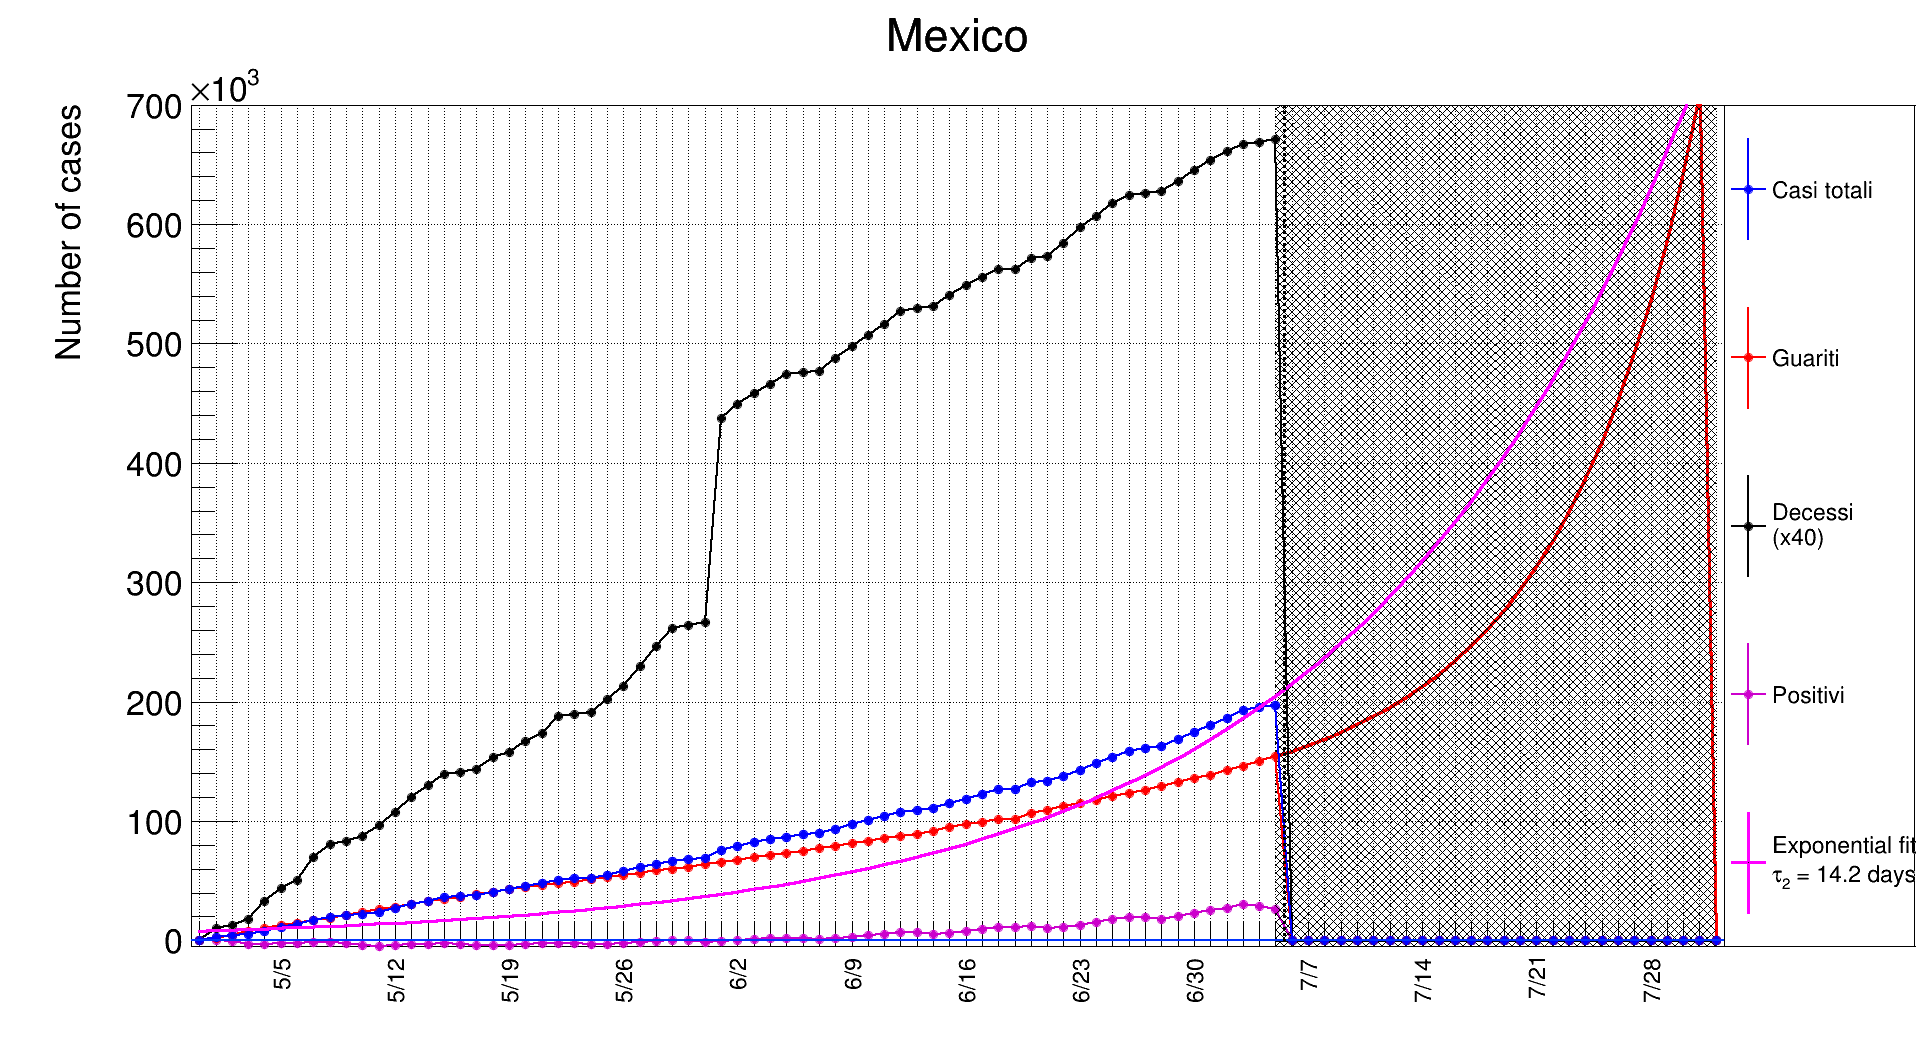 Mexico
×10³
Number of cases
700
600
500
400
300
200
100
0
5/5
5/12
5/19
5/26
6/2
6/9
6/16
6/23
6/30
7/7
7/14
7/21
7/28
Casi totali
Guariti
Decessi
(x40)
Positivi
Exponential fit
τ₂ = 14.2 days